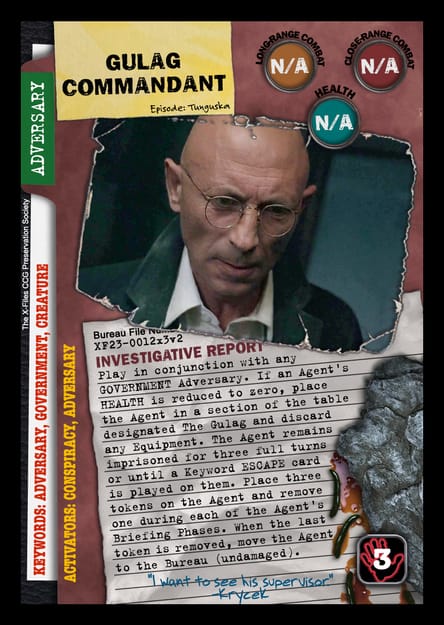 GULAG
COMMANDANT
Episode: Tunguska
LONG-RANGE COMBAT
N/A
CLOSE-RANGE COMBAT
N/A
HEALTH
N/A
ADVERSARY
The X-Files CCG Preservation Society
KEYWORDS: ADVERSARY, GOVERNMENT, CREATURE
ACTIVATORS: CONSPIRACY, ADVERSARY
Bureau File
XF23-0012x3v2
INVESTIGATIVE REPORT
Play in conjunction with any
GOVERNMENT Adversary. If an Agent's
HEALTH is reduced to zero, place
the Agent in a section of the table
designated The Gulag and discard
any Equipment. The Agent remains
imprisoned for three full turns
or until a Keyword ESCAPE card
is played on them. Place three
tokens on the Agent and remove
one during each of the Agent's
Briefing Phases. When the last
token is removed, move the Agent
to the Bureau (undamaged).
"I want to see his supervisor"
Krycek
3